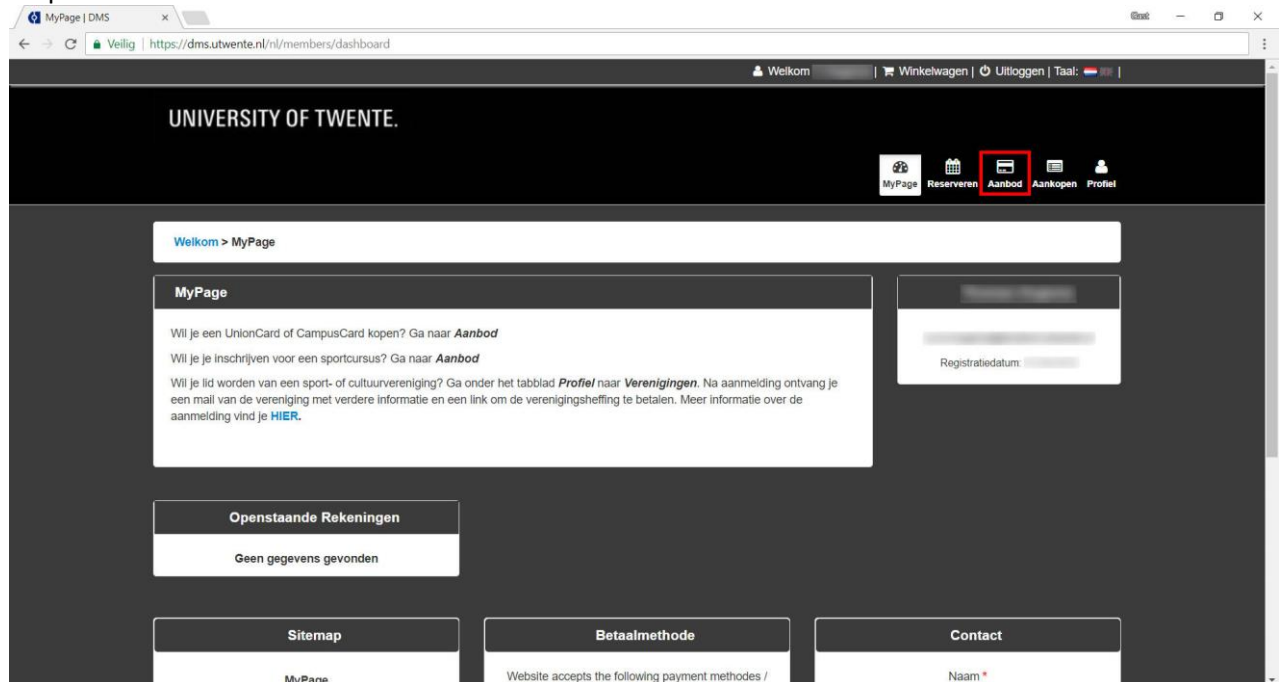 MyPage | DMS
Veilig | https://dms.utwente.nl/nl/members/dashboard
Welkom | Winkelwagen | Uitloggen | Taal: |
UNIVERSITY OF TWENTE.
MyPage Reserveren Aanbod Aankopen Profiel
Welkom > MyPage
MyPage
Wil je een UnionCard of CampusCard kopen? Ga naar Aanbod
Wil je je inschrijven voor een sportcursus? Ga naar Aanbod
Wil je lid worden van een sport- of cultuurvereniging? Ga onder het tabblad Profiel naar Verenigingen. Na aanmelding ontvang je
een mail van de vereniging met verdere informatie en een link om de verenigingsheffing te betalen. Meer informatie over de
aanmelding vind je HIER.
Registratiedatum:
Openstaande Rekeningen
Geen gegevens gevonden
Sitemap
MyPage
Betaalmethode
Website accepts the following payment methodes /
Contact
Naam *